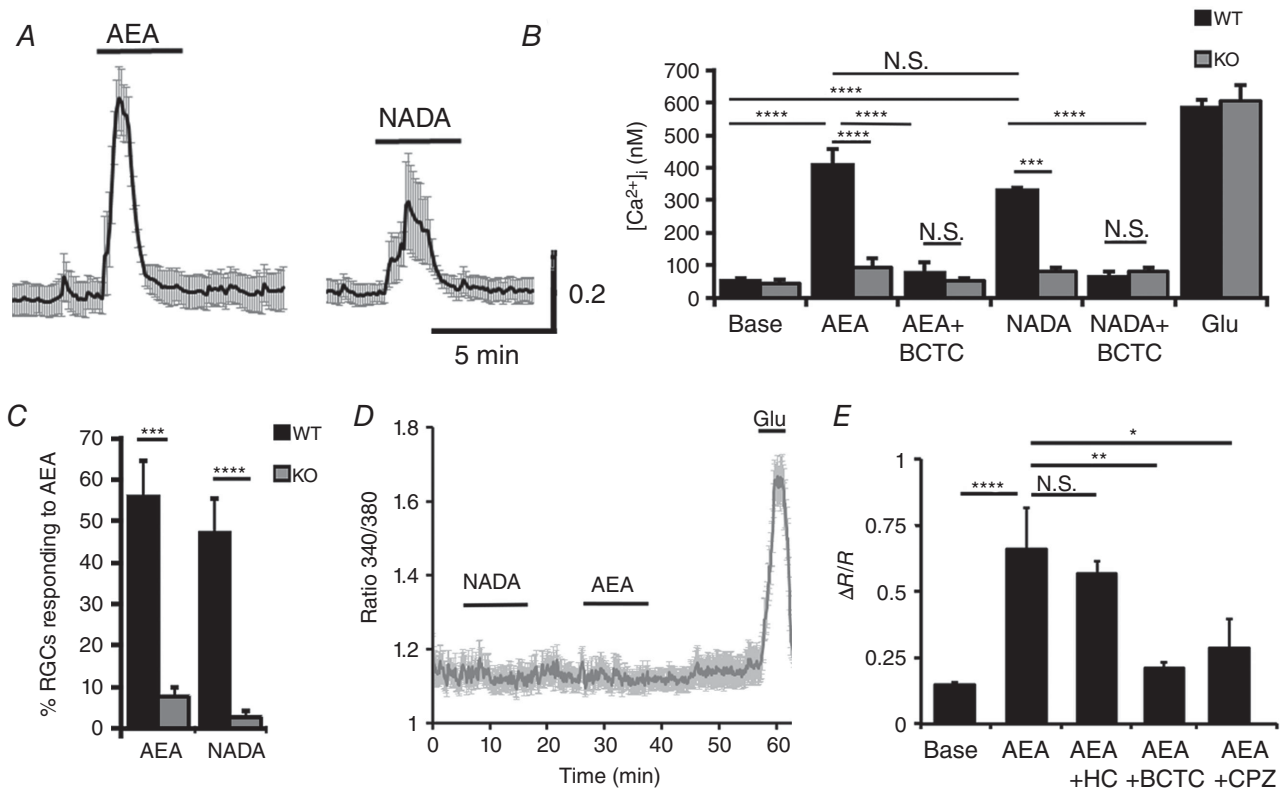 A
AEA
NADA
0.2
5 min
B
WT
KO
N.S.
****
**** ****
****
****
***
N.S.
N.S.
700
600
500
400
300
200
100
0
[Ca²⁺]ᵢ (nM)
Base
AEA
AEA+
BCTC
NADA
NADA+
BCTC
Glu
C
WT
KO
***
****
70
60
50
40
30
20
10
0
% RGCs responding to AEA
AEA
NADA
D
Glu
NADA
AEA
1.8
1.6
1.4
1.2
1
Ratio 340/380
0 10 20 30 40 50 60
Time (min)
E
*
**
****
N.S.
1
0.75
0.5
0.25
0
ΔR/R
Base
AEA
AEA
+HC
AEA
+BCTC
AEA
+CPZ